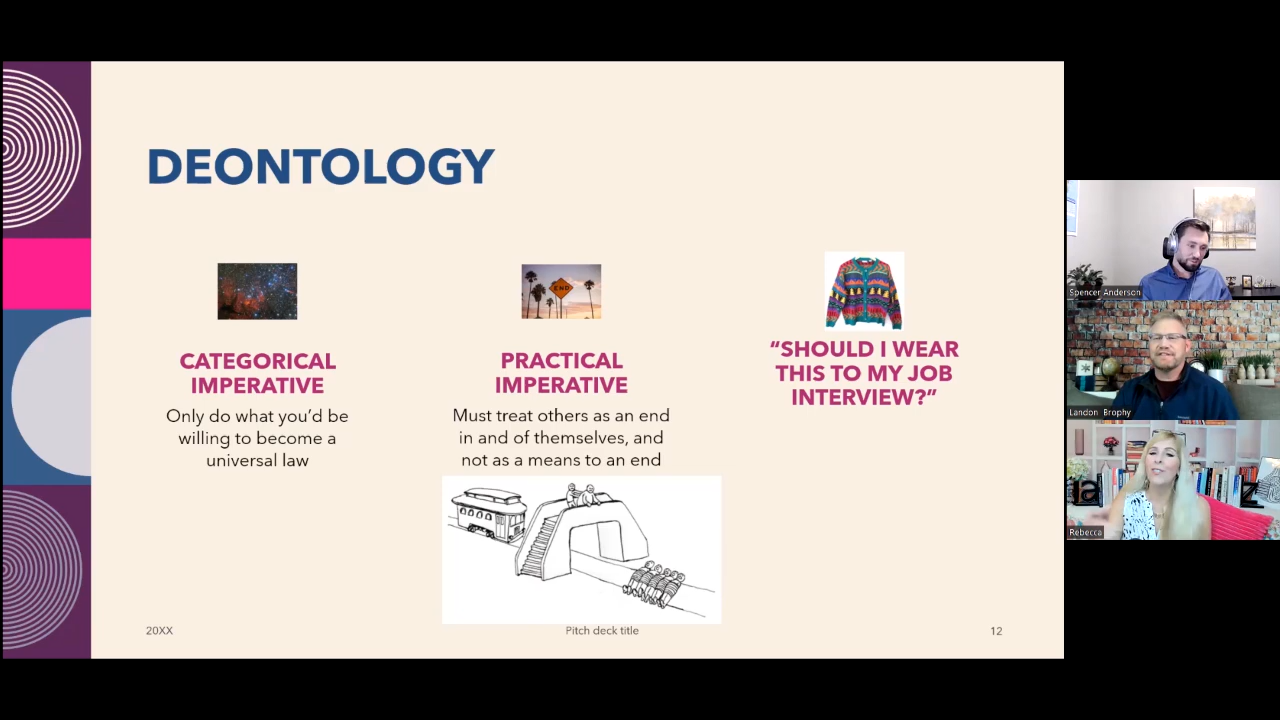 DEONTOLOGY
END
CATEGORICAL
IMPERATIVE
Only do what you'd be
willing to become a
universal law
PRACTICAL
IMPERATIVE
Must treat others as an end
in and of themselves, and
not as a means to an end
“SHOULD I WEAR
THIS TO MY JOB
INTERVIEW?”
20XX
Pitch deck title
12
Spencer Anderson
Landon Brophy
Rebecca